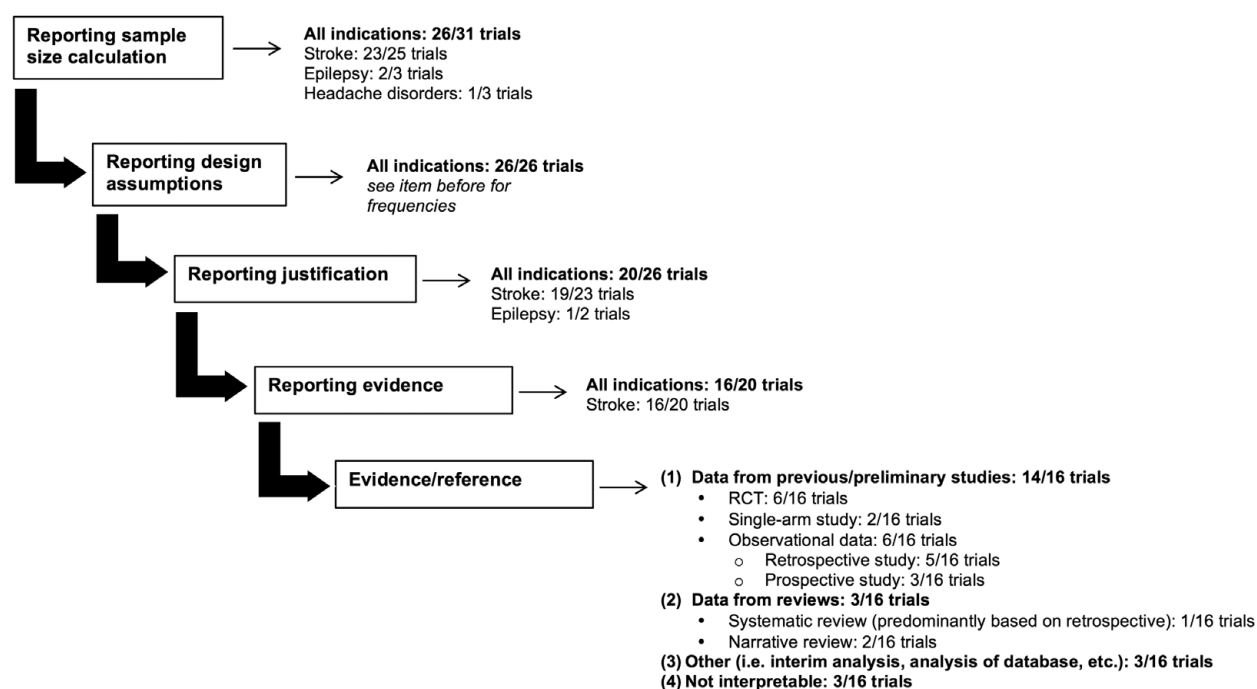 Reporting sample
size calculation
All indications: 26/31 trials
Stroke: 23/25 trials
Epilepsy: 2/3 trials
Headache disorders: 1/3 trials
Reporting design
assumptions
All indications: 26/26 trials
see item before for
frequencies
Reporting justification
All indications: 20/26 trials
Stroke: 19/23 trials
Epilepsy: 1/2 trials
Reporting evidence
All indications: 16/20 trials
Stroke: 16/20 trials
Evidence/reference
(1) Data from previous/preliminary studies: 14/16 trials
• RCT: 6/16 trials
• Single-arm study: 2/16 trials
• Observational data: 6/16 trials
o Retrospective study: 5/16 trials
o Prospective study: 3/16 trials
(2) Data from reviews: 3/16 trials
• Systematic review (predominantly based on retrospective): 1/16 trials
• Narrative review: 2/16 trials
(3) Other (i.e. interim analysis, analysis of database, etc.): 3/16 trials
(4) Not interpretable: 3/16 trials